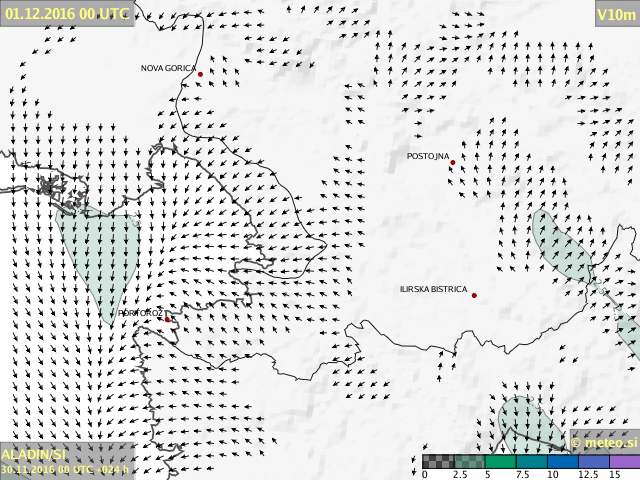 01.12.2016 00 UTC
V10m
NOVA GORICA
POSTOJNA
ILIRSKA BISTRICA
PORTOROZ
ALADIN/SI
30.11.2016 00 UTC +024 h
© meteo.si
0 2.5 5 7.5 10 12.5 15